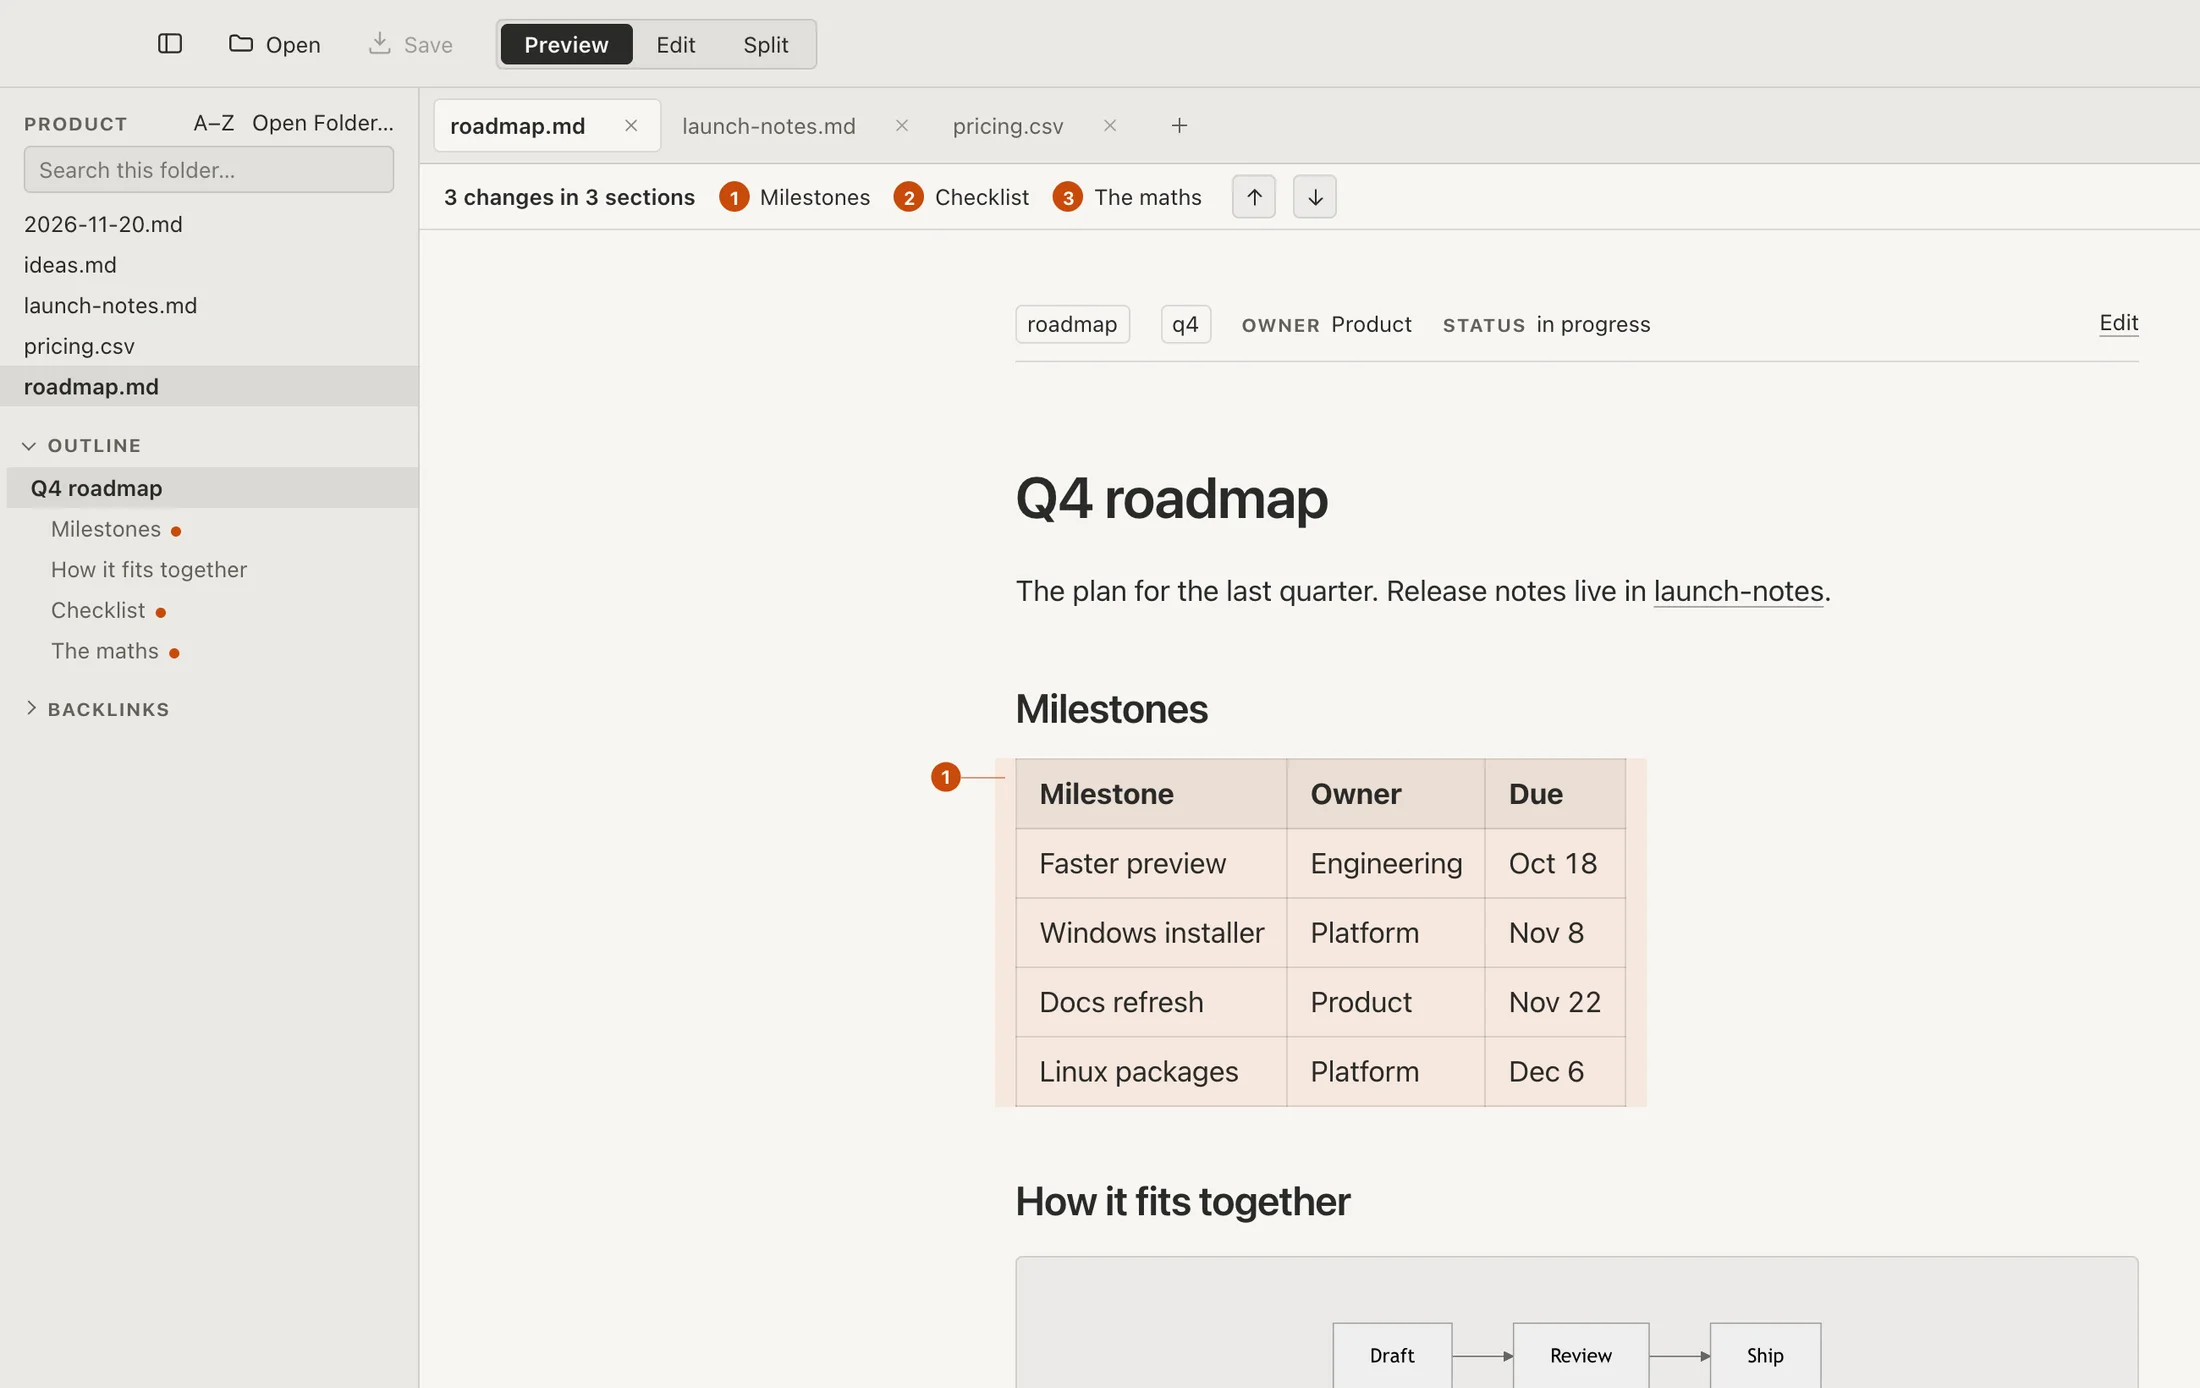 Open Save Preview Edit Split
PRODUCT A–Z Open Folder...
Search this folder...
2026-11-20.md
ideas.md
launch-notes.md
pricing.csv
roadmap.md
OUTLINE
Q4 roadmap
Milestones
How it fits together
Checklist
The maths
BACKLINKS
roadmap.md launch-notes.md pricing.csv
3 changes in 3 sections 1 Milestones 2 Checklist 3 The maths
roadmap q4 OWNER Product STATUS in progress Edit
Q4 roadmap
The plan for the last quarter. Release notes live in launch-notes.
Milestones
1
Milestone Owner Due
Faster preview Engineering Oct 18
Windows installer Platform Nov 8
Docs refresh Product Nov 22
Linux packages Platform Dec 6
How it fits together
Draft Review Ship